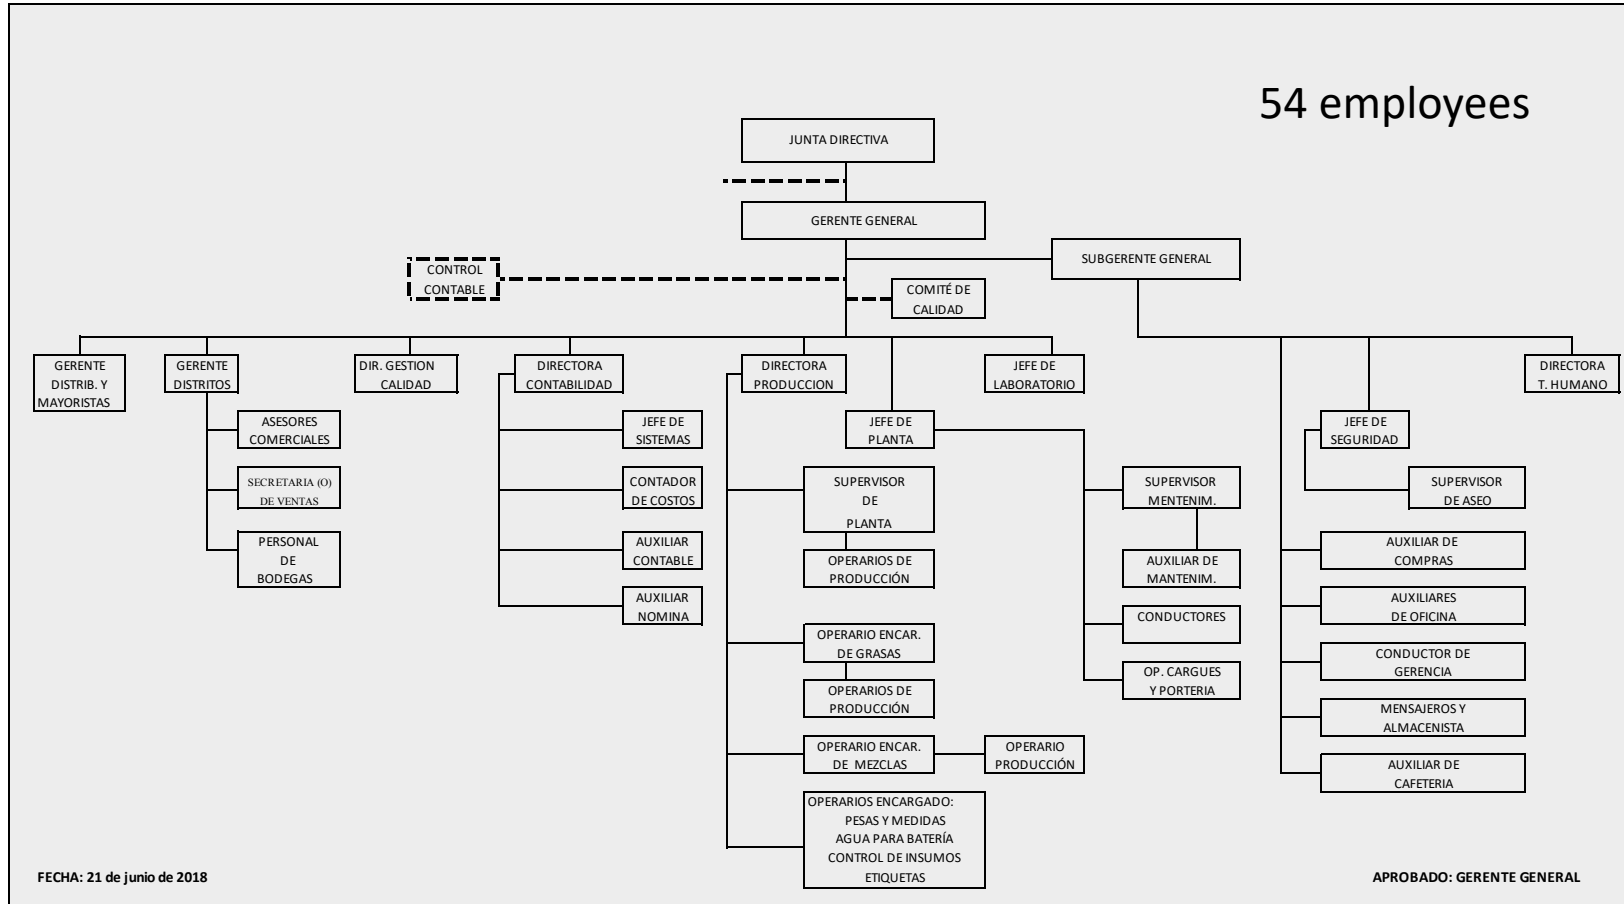 54 employees
JUNTA DIRECTIVA
GERENTE GENERAL
SUBGERENTE GENERAL
CONTROL
CONTABLE
COMITÉ DE
CALIDAD
GERENTE
DISTRIB. Y
MAYORISTAS
GERENTE
DISTRITOS
DIR. GESTION
CALIDAD
DIRECTORA
CONTABILIDAD
DIRECTORA
PRODUCCION
JEFE DE
LABORATORIO
DIRECTORA
T. HUMANO
ASESORES
COMERCIALES
SECRETARIA (O)
DE VENTAS
PERSONAL
DE
BODEGAS
JEFE DE
SISTEMAS
CONTADOR
DE COSTOS
AUXILIAR
CONTABLE
AUXILIAR
NOMINA
JEFE DE
PLANTA
SUPERVISOR
DE
PLANTA
OPERARIOS DE
PRODUCCIÓN
OPERARIO ENCAR.
DE GRASAS
OPERARIOS DE
PRODUCCIÓN
OPERARIO ENCAR.
DE MEZCLAS
OPERARIO
PRODUCCIÓN
OPERARIOS ENCARGADO:
PESAS Y MEDIDAS
AGUA PARA BATERÍA
CONTROL DE INSUMOS
ETIQUETAS
SUPERVISOR
MENTENIM.
AUXILIAR DE
MANTENIM.
CONDUCTORES
OP. CARGUES
Y PORTERIA
JEFE DE
SEGURIDAD
SUPERVISOR
DE ASEO
AUXILIAR DE
COMPRAS
AUXILIARES
DE OFICINA
CONDUCTOR DE
GERENCIA
MENSAJEROS Y
ALMACENISTA
AUXILIAR DE
CAFETERIA
FECHA: 21 de junio de 2018
APROBADO: GERENTE GENERAL